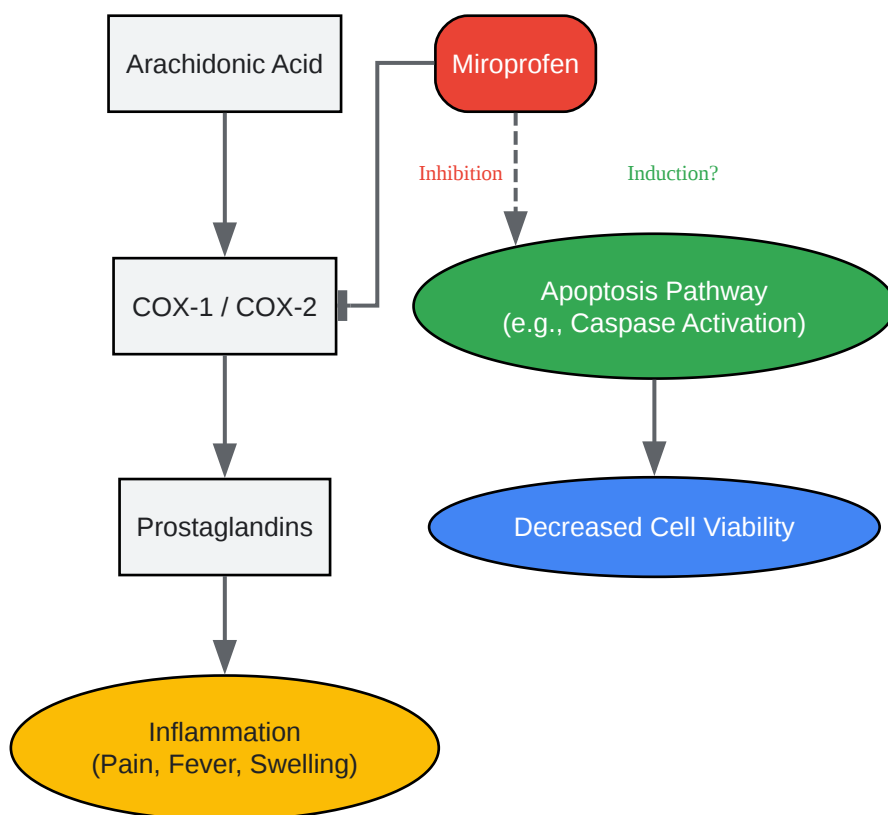 Arachidonic Acid
Miroprofen
Inhibition
Induction?
COX-1 / COX-2
Apoptosis Pathway
(e.g., Caspase Activation)
Prostaglandins
Decreased Cell Viability
Inflammation
(Pain, Fever, Swelling)